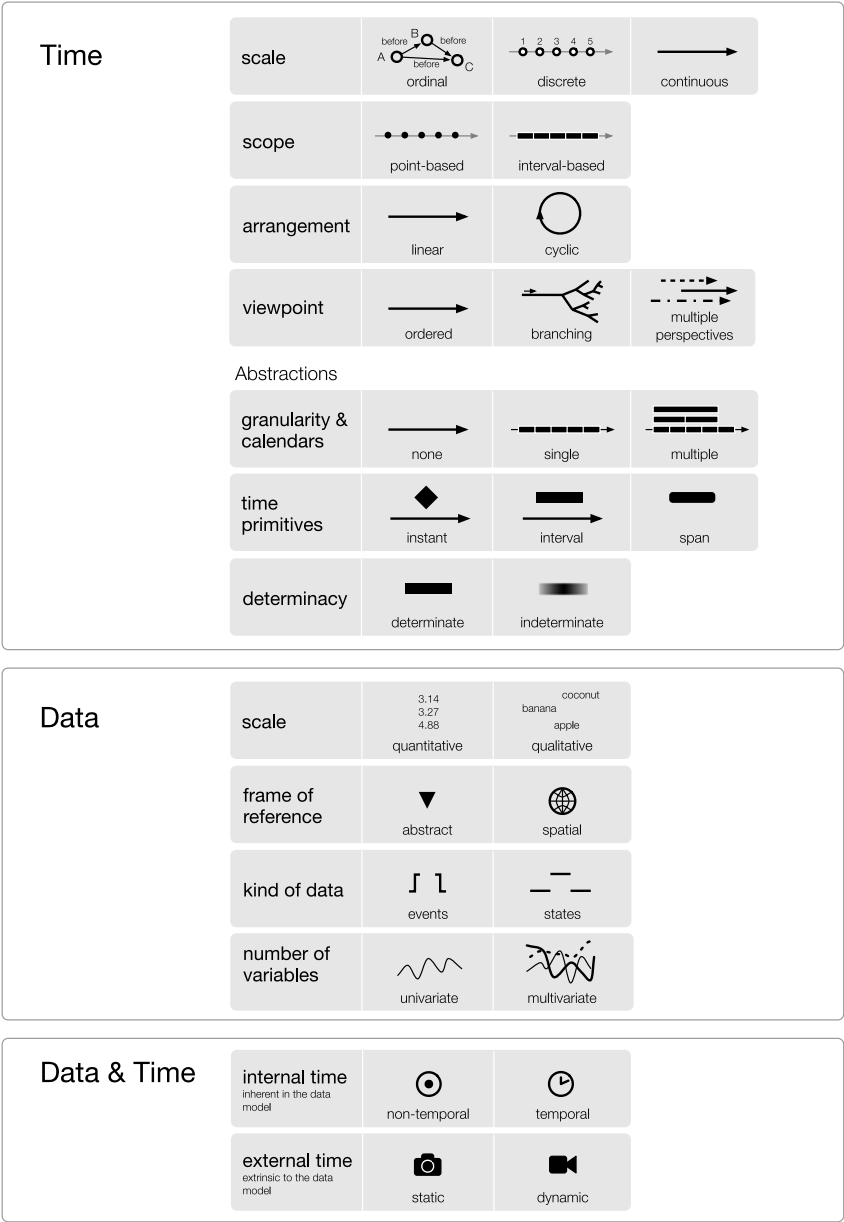 Time
scale
A
before
B
before
before
C
ordinal
1 2 3 4 5
discrete
continuous
scope
point-based
interval-based
arrangement
linear
cyclic
viewpoint
ordered
branching
multiple
perspectives
Abstractions
granularity &
calendars
none
single
multiple
time
primitives
instant
interval
span
determinacy
determinate
indeterminate
Data
scale
3.14
3.27
4.88
quantitative
coconut
banana
apple
qualitative
frame of
reference
abstract
spatial
kind of data
events
states
number of
variables
univariate
multivariate
Data & Time
internal time
inherent in the data
model
non-temporal
temporal
external time
extrinsic to the data
model
static
dynamic